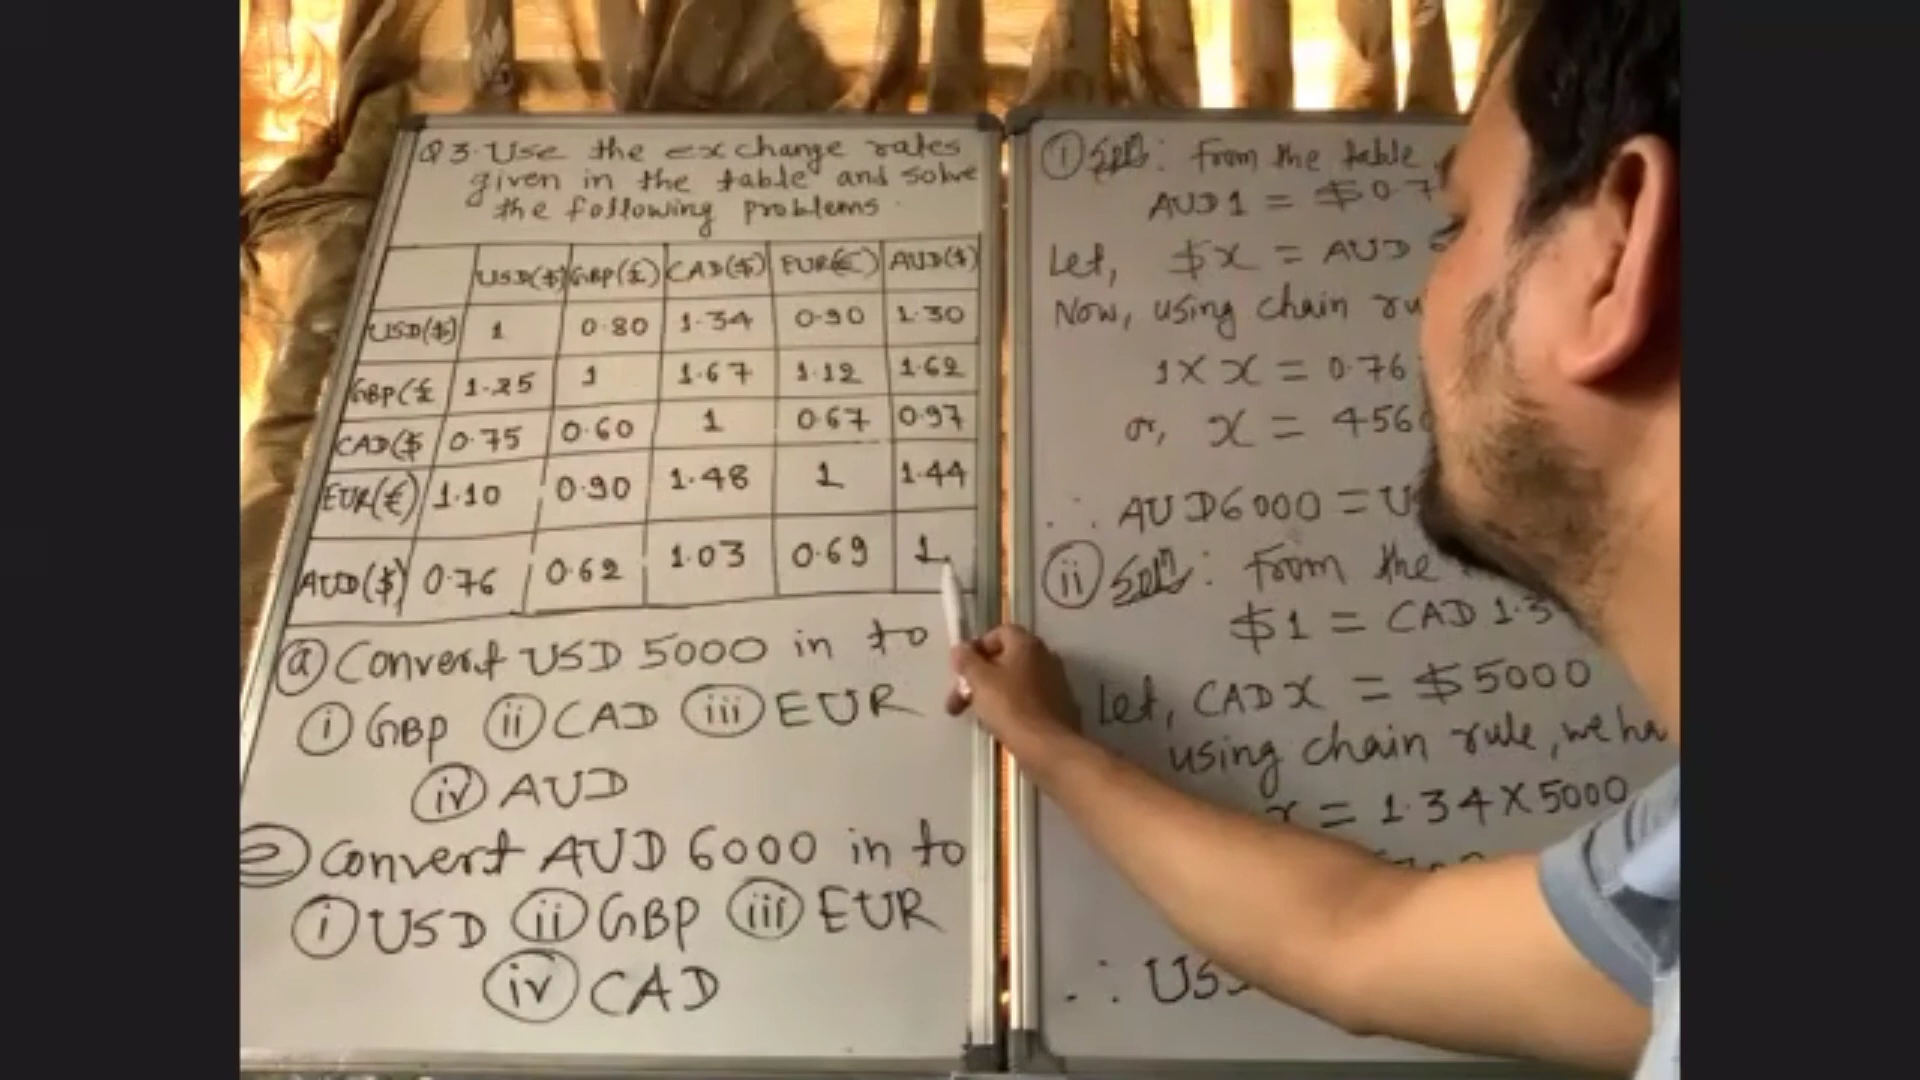 Q3. Use the exchange rates
given in the table and solve
the following problems.
USD($) GBP(£) CAD($) EUR(€) AUD($)
USD($) 1 0.80 1.34 0.90 1.30
GBP(£ 1.25 1 1.67 1.12 1.62
CAD($ 0.75 0.60 1 0.67 0.97
EUR(€) 1.10 0.90 1.48 1 1.44
AUD($) 0.76 0.62 1.03 0.69 1
(a) Convert USD 5000 in to
(i) GBP (ii) CAD (iii) EUR
(iv) AUD
(e) Convert AUD 6000 in to
(i) USD (ii) GBP (iii) EUR
(iv) CAD
(i) Solⁿ: From the table
AUD 1 = $0.7
Let, $x = AUD
Now, using chain ru
1 × x = 0.76
or, x = 456
∴ AUD 6000 = U
(ii) Solⁿ: From the
$1 = CAD 1.3
Let, CAD x = $5000
using chain rule, we ha
x = 1.34 × 5000
∴ US